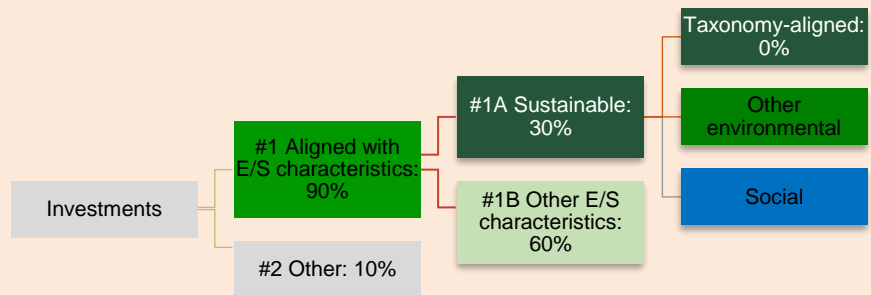 Investments
#1 Aligned with
E/S characteristics:
90%
#2 Other: 10%
#1A Sustainable:
30%
#1B Other E/S
characteristics:
60%
Taxonomy-aligned:
0%
Other
environmental
Social